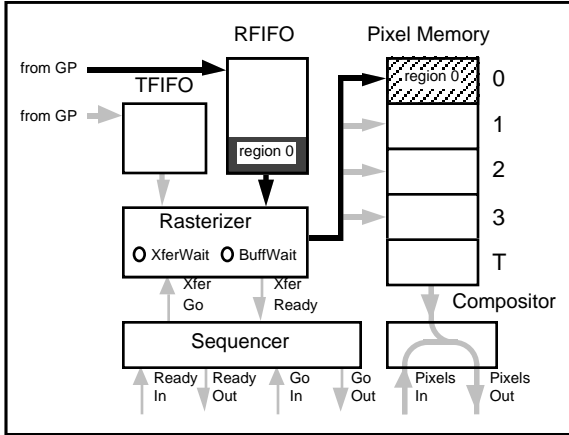 RFIFO
Pixel Memory
from GP
TFIFO
region 0
0
from GP
1
region 0
2
Rasterizer
3
XferWait
BuffWait
T
Xfer
Go
Xfer
Ready
Compositor
Sequencer
Ready
In
Ready
Out
Go
In
Go
Out
Pixels
In
Pixels
Out